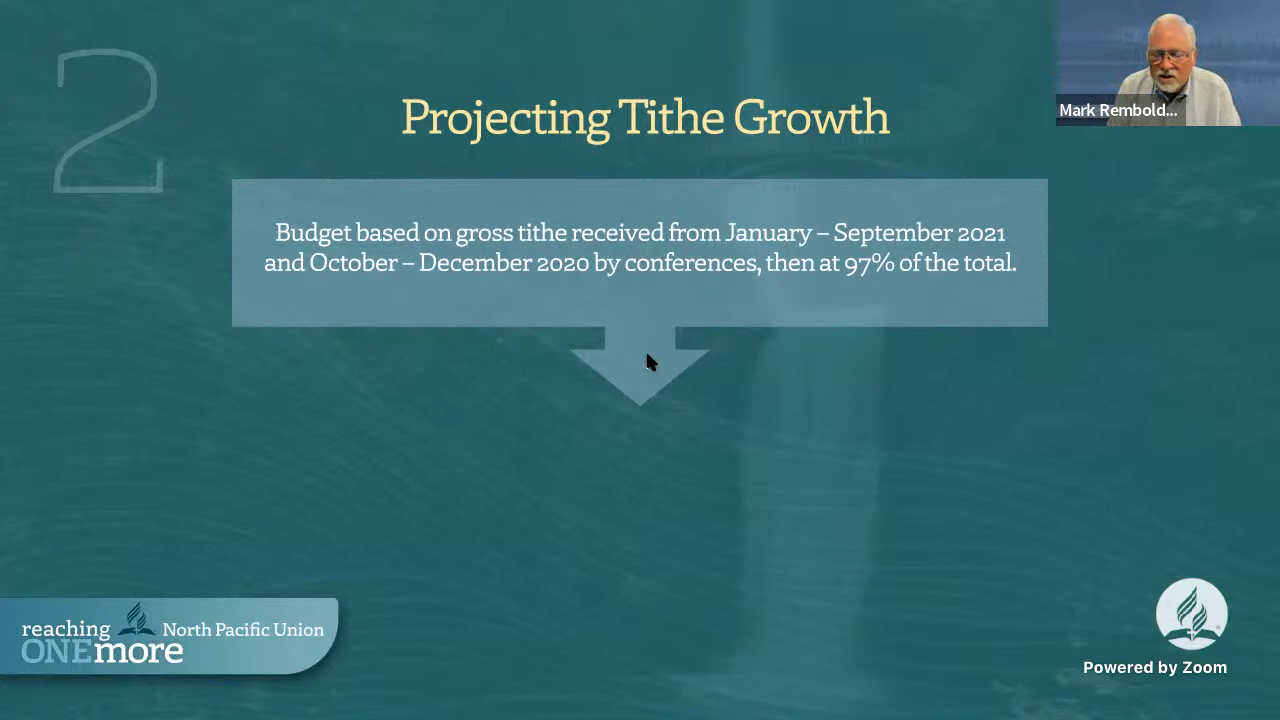 2
Projecting Tithe Growth
Mark Rembold...
Budget based on gross tithe received from January – September 2021
and October – December 2020 by conferences, then at 97% of the total.
reaching North Pacific Union
ONEmore
Powered by Zoom